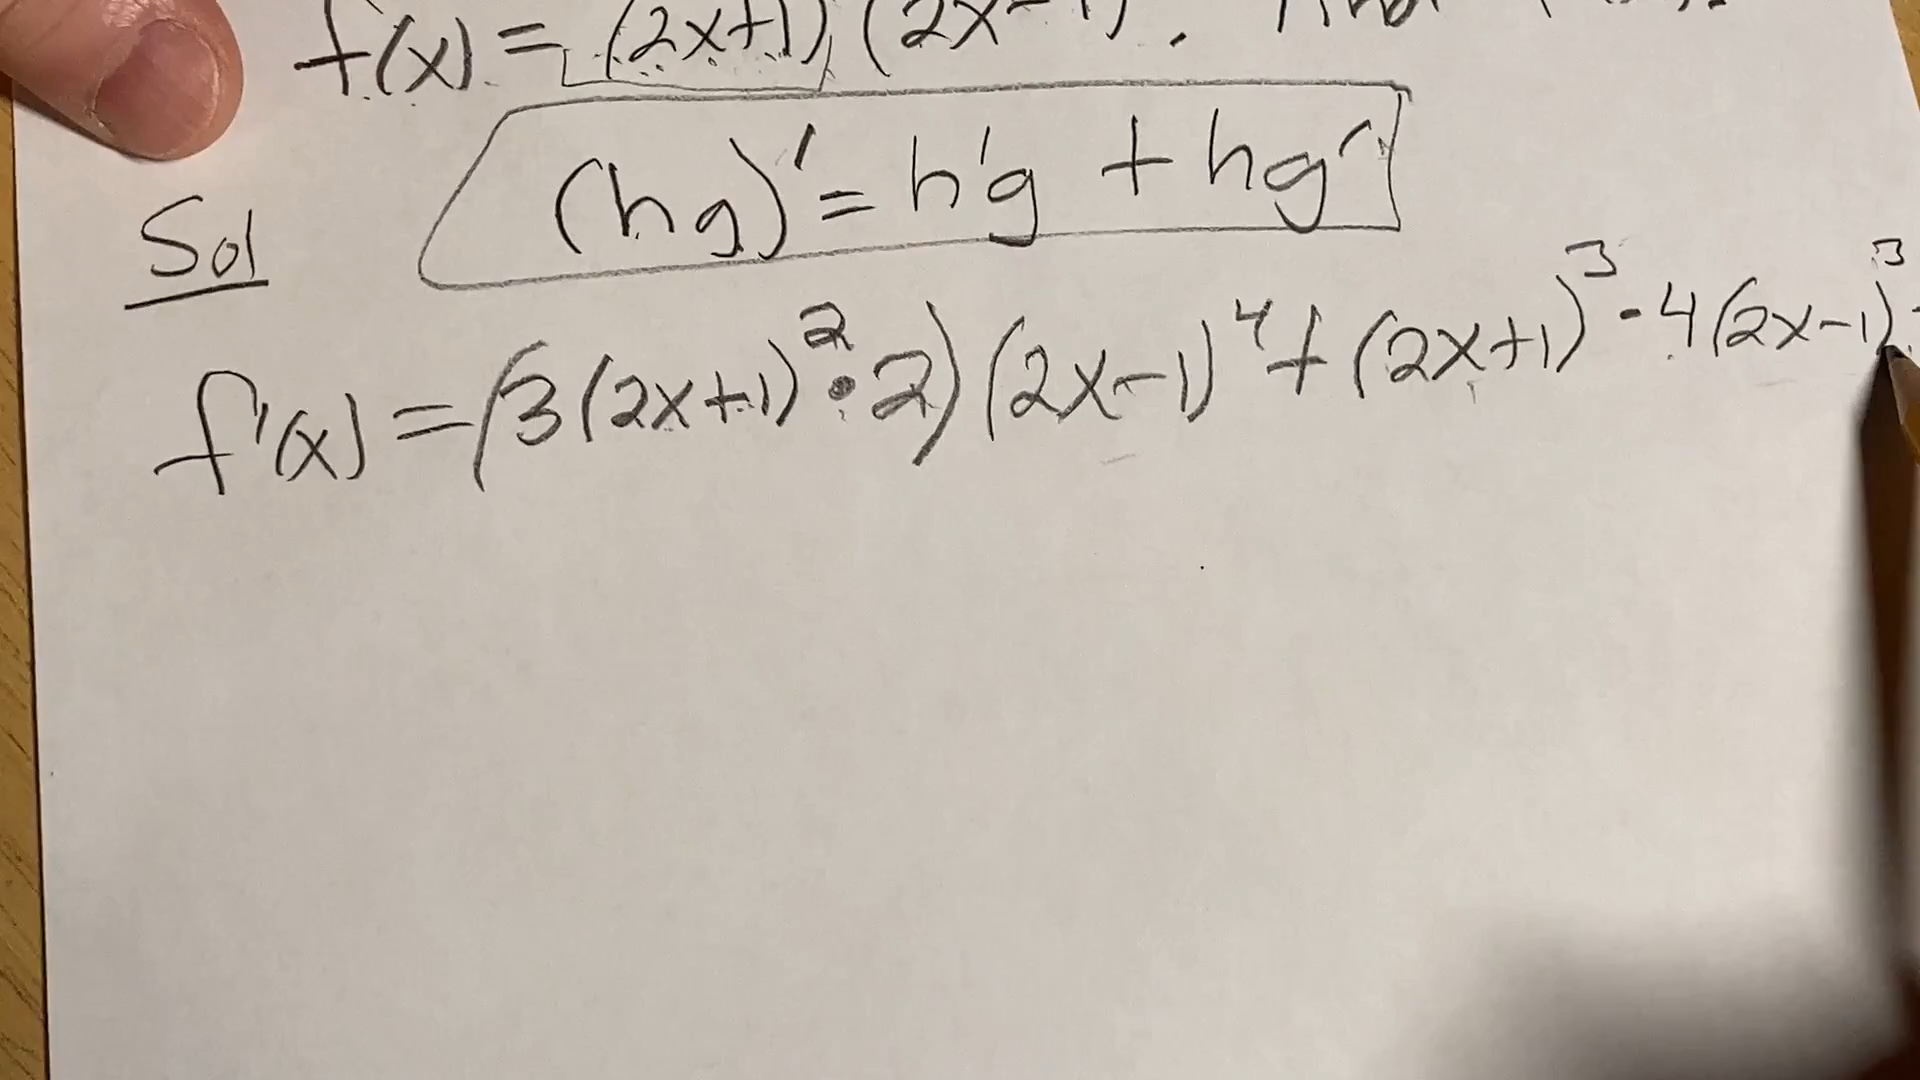 f(x) = (2x+1) (2x-1) .
(hg)' = h'g + hg'
Sol
f'(x) = (3(2x+1)²·2)(2x-1)⁴ + (2x+1)³·4(2x-1)³